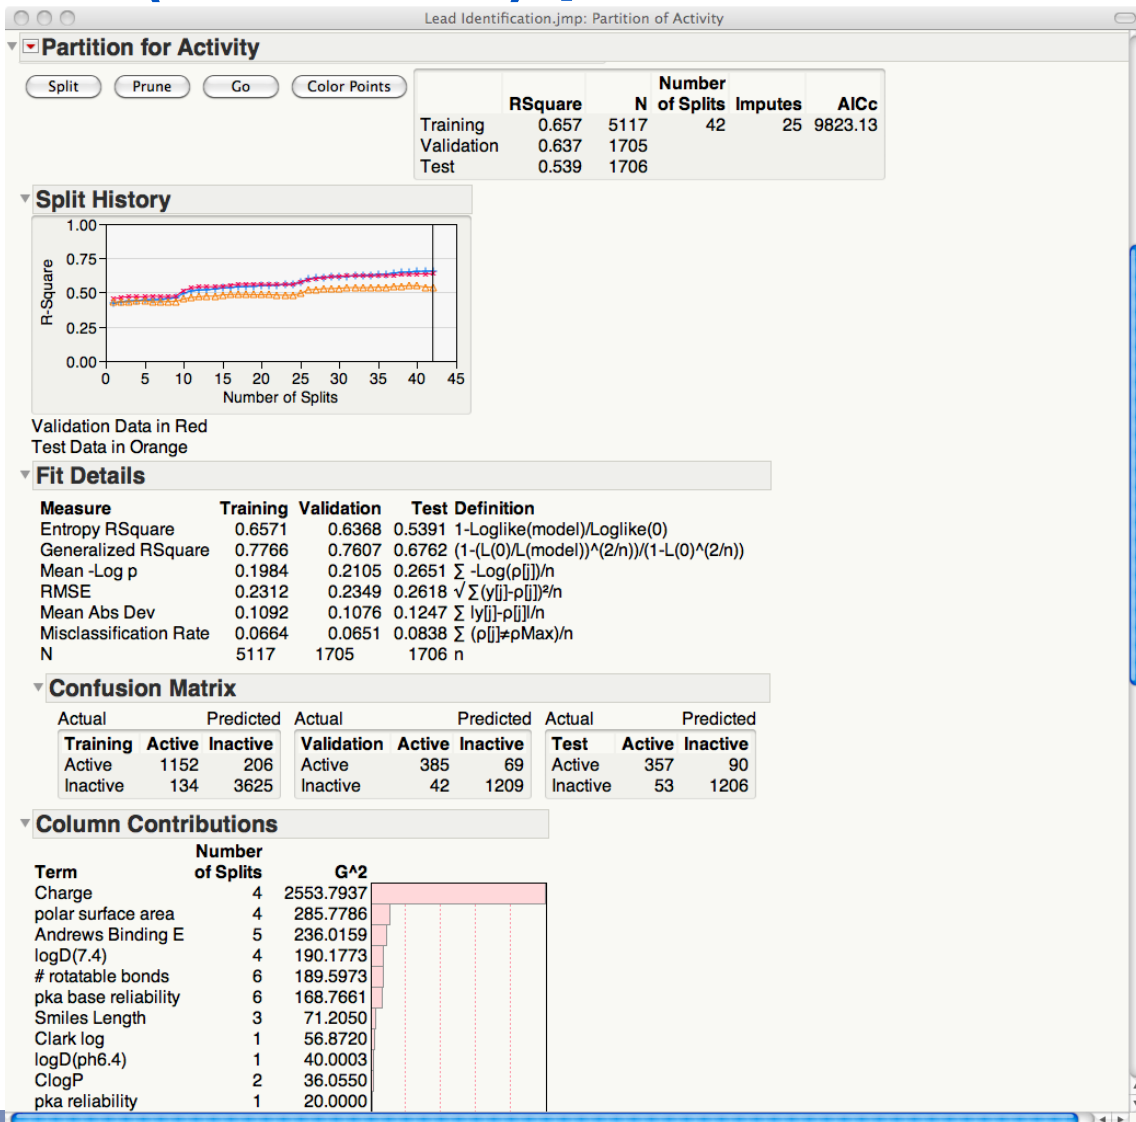 Lead Identification.jmp: Partition of Activity
Partition for Activity
Split Prune Go Color Points
RSquare N Number of Splits Imputes AICc
Training 0.657 5117 42 25 9823.13
Validation 0.637 1705
Test 0.539 1706
Split History
R-Square
1.00
0.75
0.50
0.25
0.00
0 5 10 15 20 25 30 35 40 45
Number of Splits
Validation Data in Red
Test Data in Orange
Fit Details
Measure Training Validation Test Definition
Entropy RSquare 0.6571 0.6368 0.5391 1-Loglike(model)/Loglike(0)
Generalized RSquare 0.7766 0.7607 0.6762 (1-(L(0)/L(model))^(2/n))/(1-L(0)^(2/n))
Mean -Log p 0.1984 0.2105 0.2651 ∑ -Log(ρ[j])/n
RMSE 0.2312 0.2349 0.2618 √ ∑(y[j]-ρ[j])²/n
Mean Abs Dev 0.1092 0.1076 0.1247 ∑ |y[j]-ρ[j]|/n
Misclassification Rate 0.0664 0.0651 0.0838 ∑ (ρ[j]≠ρMax)/n
N 5117 1705 1706 n
Confusion Matrix
Actual Predicted Actual Predicted Actual Predicted
Training Active Inactive Validation Active Inactive Test Active Inactive
Active 1152 206 Active 385 69 Active 357 90
Inactive 134 3625 Inactive 42 1209 Inactive 53 1206
Column Contributions
Term Number of Splits G^2
Charge 4 2553.7937
polar surface area 4 285.7786
Andrews Binding E 5 236.0159
logD(7.4) 4 190.1773
# rotatable bonds 6 189.5973
pka base reliability 6 168.7661
Smiles Length 3 71.2050
Clark log 1 56.8720
logD(ph6.4) 1 40.0003
ClogP 2 36.0550
pka reliability 1 20.0000